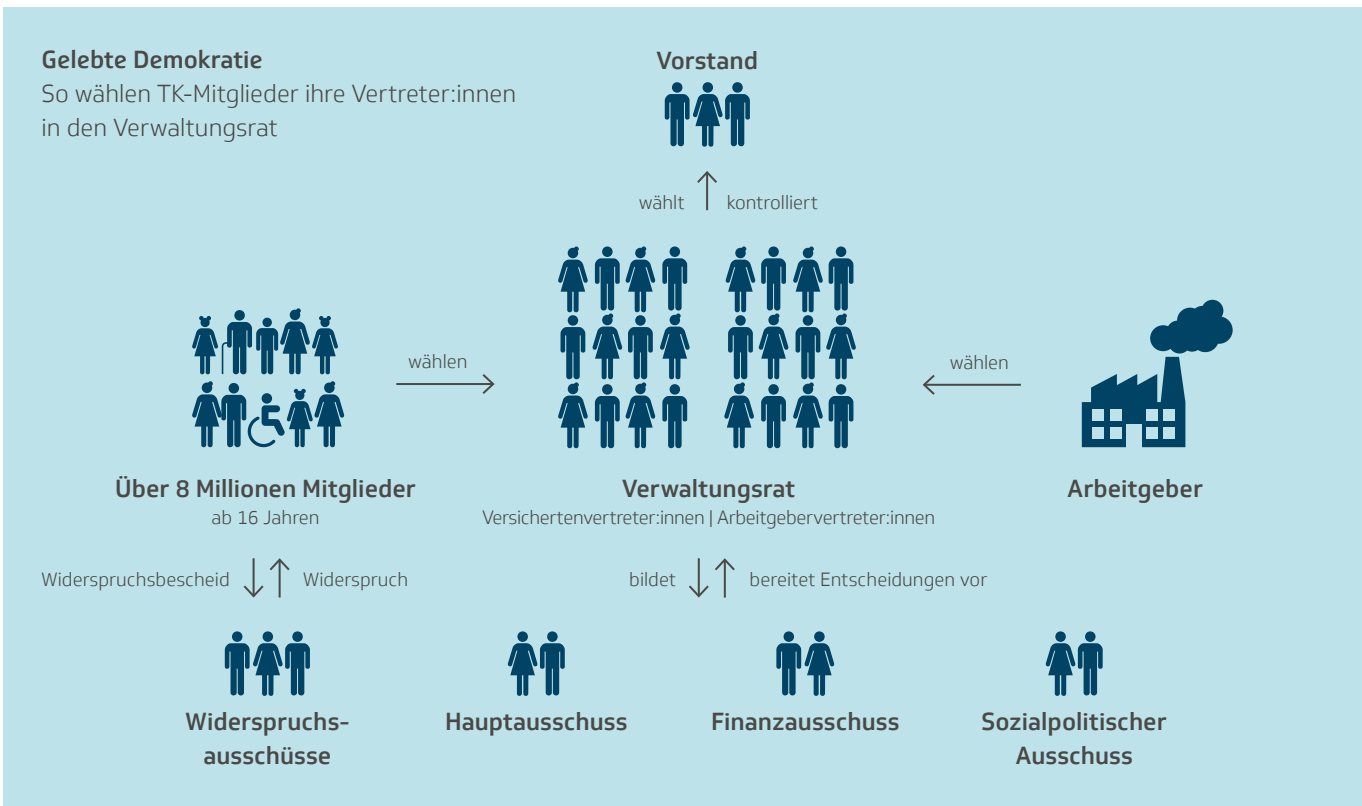 Gelebte Demokratie
So wählen TK-Mitglieder ihre Vertreter:innen
in den Verwaltungsrat
Vorstand
wählt
kontrolliert
wählen
wählen
Über 8 Millionen Mitglieder
ab 16 Jahren
Verwaltungsrat
Versichertenvertreter:innen | Arbeitgebervertreter:innen
Arbeitgeber
Widerspruchsbescheid
Widerspruch
bildet
bereitet Entscheidungen vor
Widerspruchs-
ausschüsse
Hauptausschuss
Finanzausschuss
Sozialpolitischer
Ausschuss